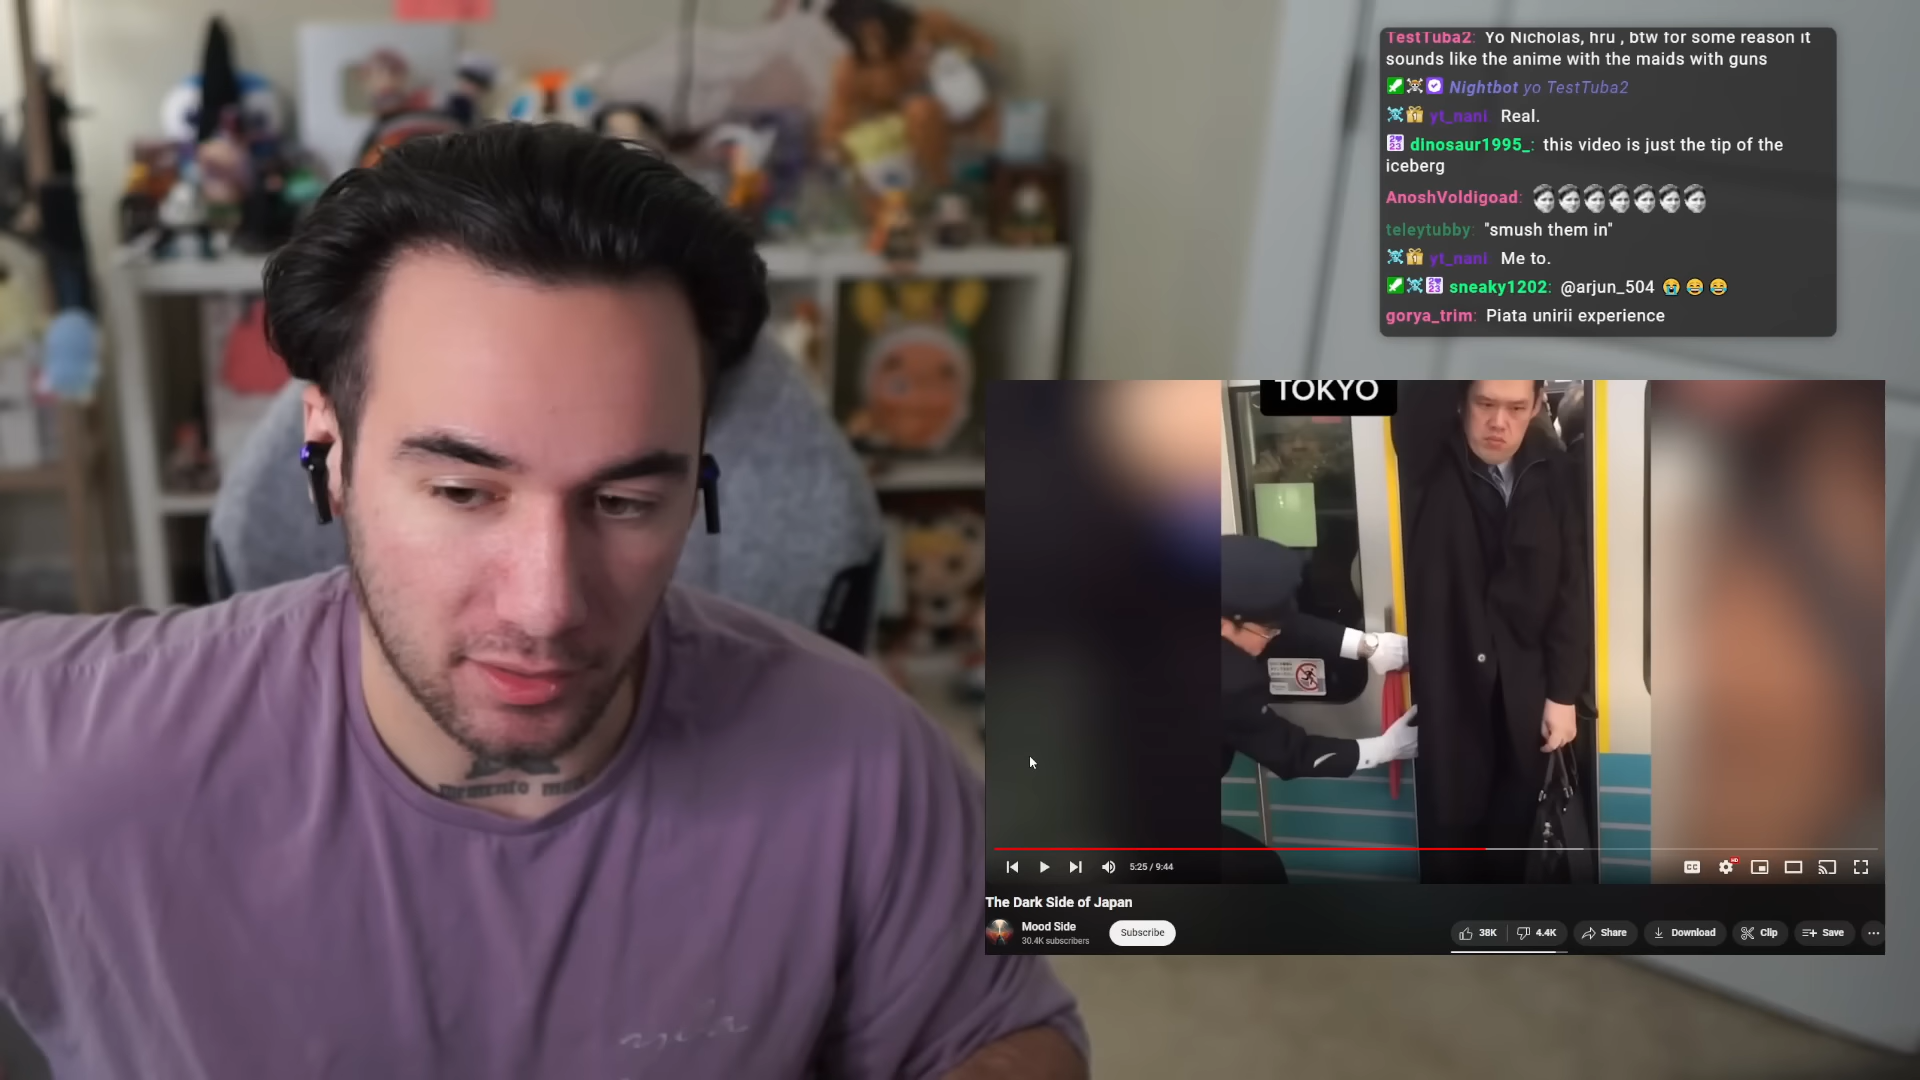 TestTuba2: Yo Nicholas, hru , btw for some reason it
sounds like the anime with the maids with guns
Nightbot yo TestTuba2
yt_nani Real.
dinosaur1995_: this video is just the tip of the
iceberg
AnoshVoldigoad:
teleytubby: "smush them in"
yt_nani Me to.
sneaky1202: @arjun_504 😭 😂 😂
gorya_trim: Piata unirii experience
TOKYO
5:25 / 9:44
CC
HD
The Dark Side of Japan
Mood Side
30.4K subscribers
Subscribe
38K
4.4K
Share
Download
Clip
Save
memento